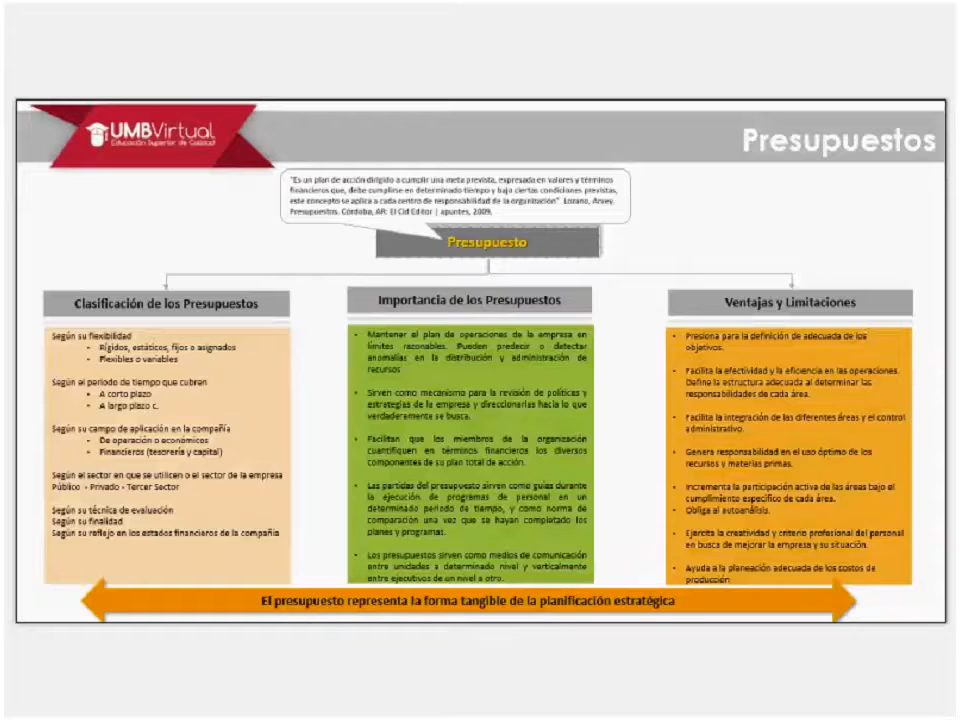 UMBVirtual
Educación Superior de Calidad
Presupuestos
"Es un plan de acción dirigido a cumplir una meta prevista, expresada en valores y términos
financieros que, debe cumplirse en determinado tiempo y bajo ciertas condiciones previstas,
este concepto se aplica a cada centro de responsabilidad de la organización". Lozano, Arvey,
Presupuestos. Córdoba, AR: El Cid Editor | apuntes, 2009.
Presupuesto
Clasificación de los Presupuestos
Según su flexibilidad
• Rígidos, estáticos, fijos o asignados
• Flexibles o variables
Según el periodo de tiempo que cubren
• A corto plazo
• A largo plazo c.
Según su campo de aplicación en la compañía
• De operación o económicos
• Financieros (tesorería y capital)
Según el sector en que se utilicen o el sector de la empresa
Público - Privado - Tercer Sector
Según su técnica de evaluación
Según su finalidad
Según su reflejo en los estados financieros de la compañía
Importancia de los Presupuestos
• Mantener el plan de operaciones de la empresa en
límites razonables. Pueden predecir o detectar
anomalías en la distribución y administración de
recursos
• Sirven como mecanismo para la revisión de políticas y
estrategias de la empresa y direccionarlas hacia lo que
verdaderamente se busca.
• Facilitan que los miembros de la organización
cuantifiquen en términos financieros los diversos
componentes de su plan total de acción.
• Las partidas del presupuesto sirven como guías durante
la ejecución de programas de personal en un
determinado periodo de tiempo, y como norma de
comparación una vez que se hayan completado los
planes y programas.
• Los presupuestos sirven como medios de comunicación
entre unidades a determinado nivel y verticalmente
entre ejecutivos de un nivel a otro.
Ventajas y Limitaciones
• Presiona para la definición de adecuada de los
objetivos.
• Facilita la efectividad y la eficiencia en las operaciones.
Define la estructura adecuada al determinar las
responsabilidades de cada área.
• Facilita la integración de las diferentes áreas y el control
administrativo.
• Genera responsabilidad en el uso óptimo de los
recursos y materias primas.
• Incrementa la participación activa de las áreas bajo el
cumplimiento específico de cada área.
• Obliga al autoanálisis.
• Ejercita la creatividad y criterio profesional del personal
en busca de mejorar la empresa y su situación.
• Ayuda a la planeación adecuada de los costos de
producción
El presupuesto representa la forma tangible de la planificación estratégica